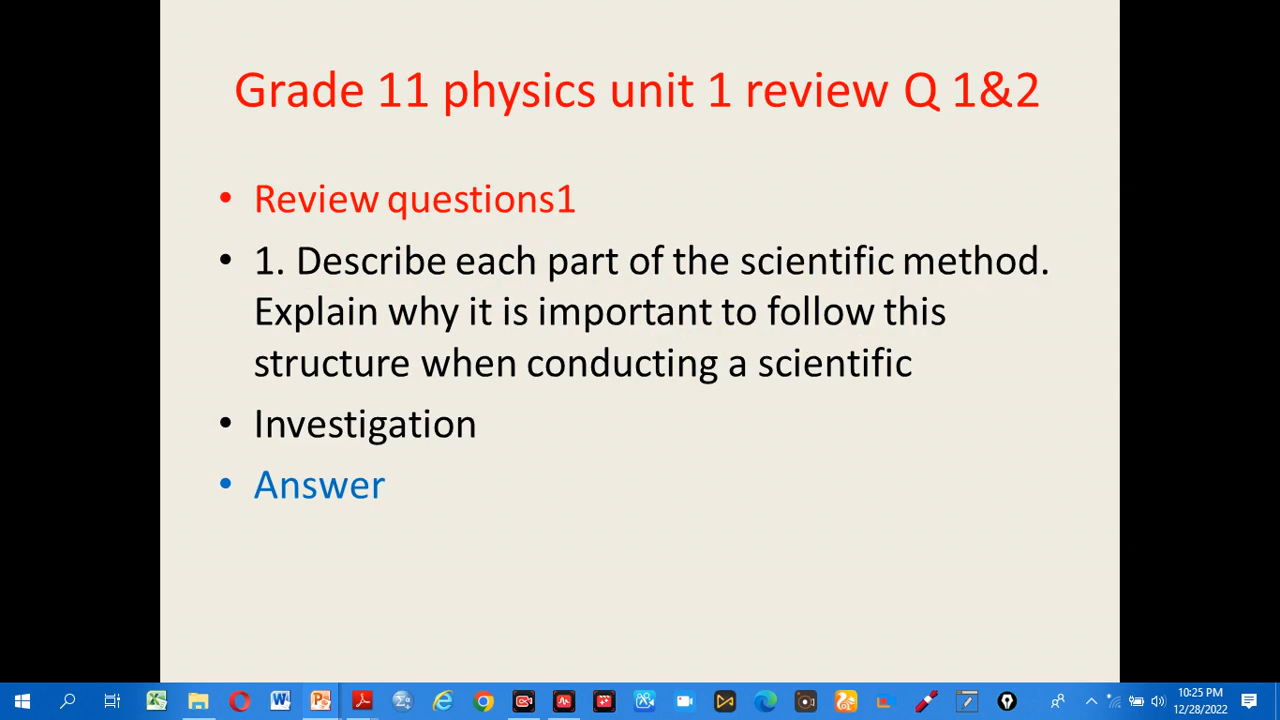 Grade 11 physics unit 1 review Q 1&2
• Review questions1
• 1. Describe each part of the scientific method.
Explain why it is important to follow this
structure when conducting a scientific
• Investigation
• Answer
10:25 PM
12/28/2022